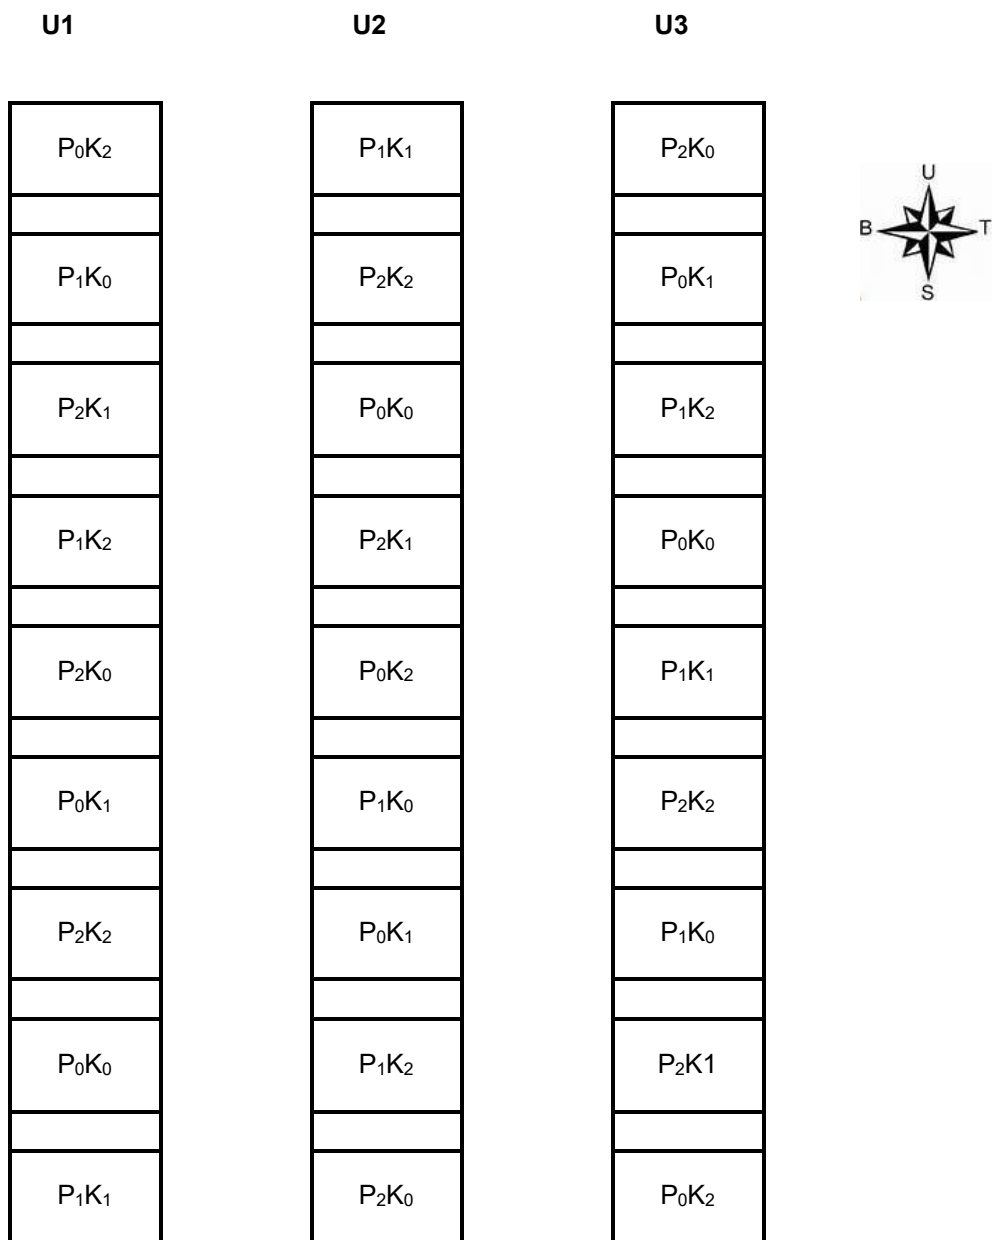 U1 U2 U3
P₀K₂ P₁K₁ P₂K₀
U
B T
S
P₁K₀ P₂K₂ P₀K₁
P₂K₁ P₀K₀ P₁K₂
P₁K₂ P₂K₁ P₀K₀
P₂K₀ P₀K₂ P₁K₁
P₀K₁ P₁K₀ P₂K₂
P₂K₂ P₀K₁ P₁K₀
P₀K₀ P₁K₂ P₂K1
P₁K₁ P₂K₀ P₀K₂